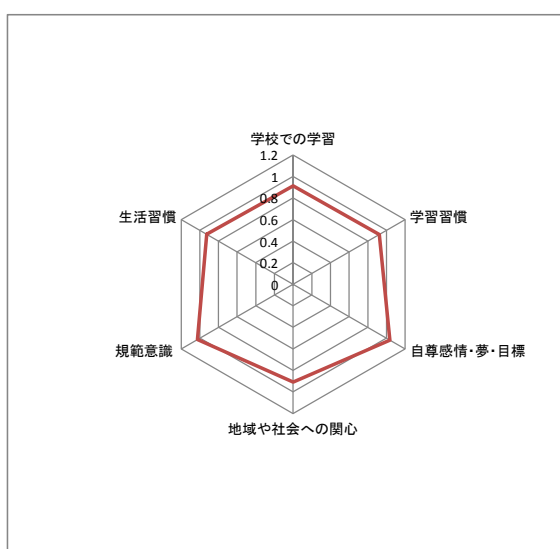 学校での学習
1.2
1
0.8
0.6
0.4
0.2
0
学習習慣
自尊感情・夢・目標
地域や社会への関心
規範意識
生活習慣